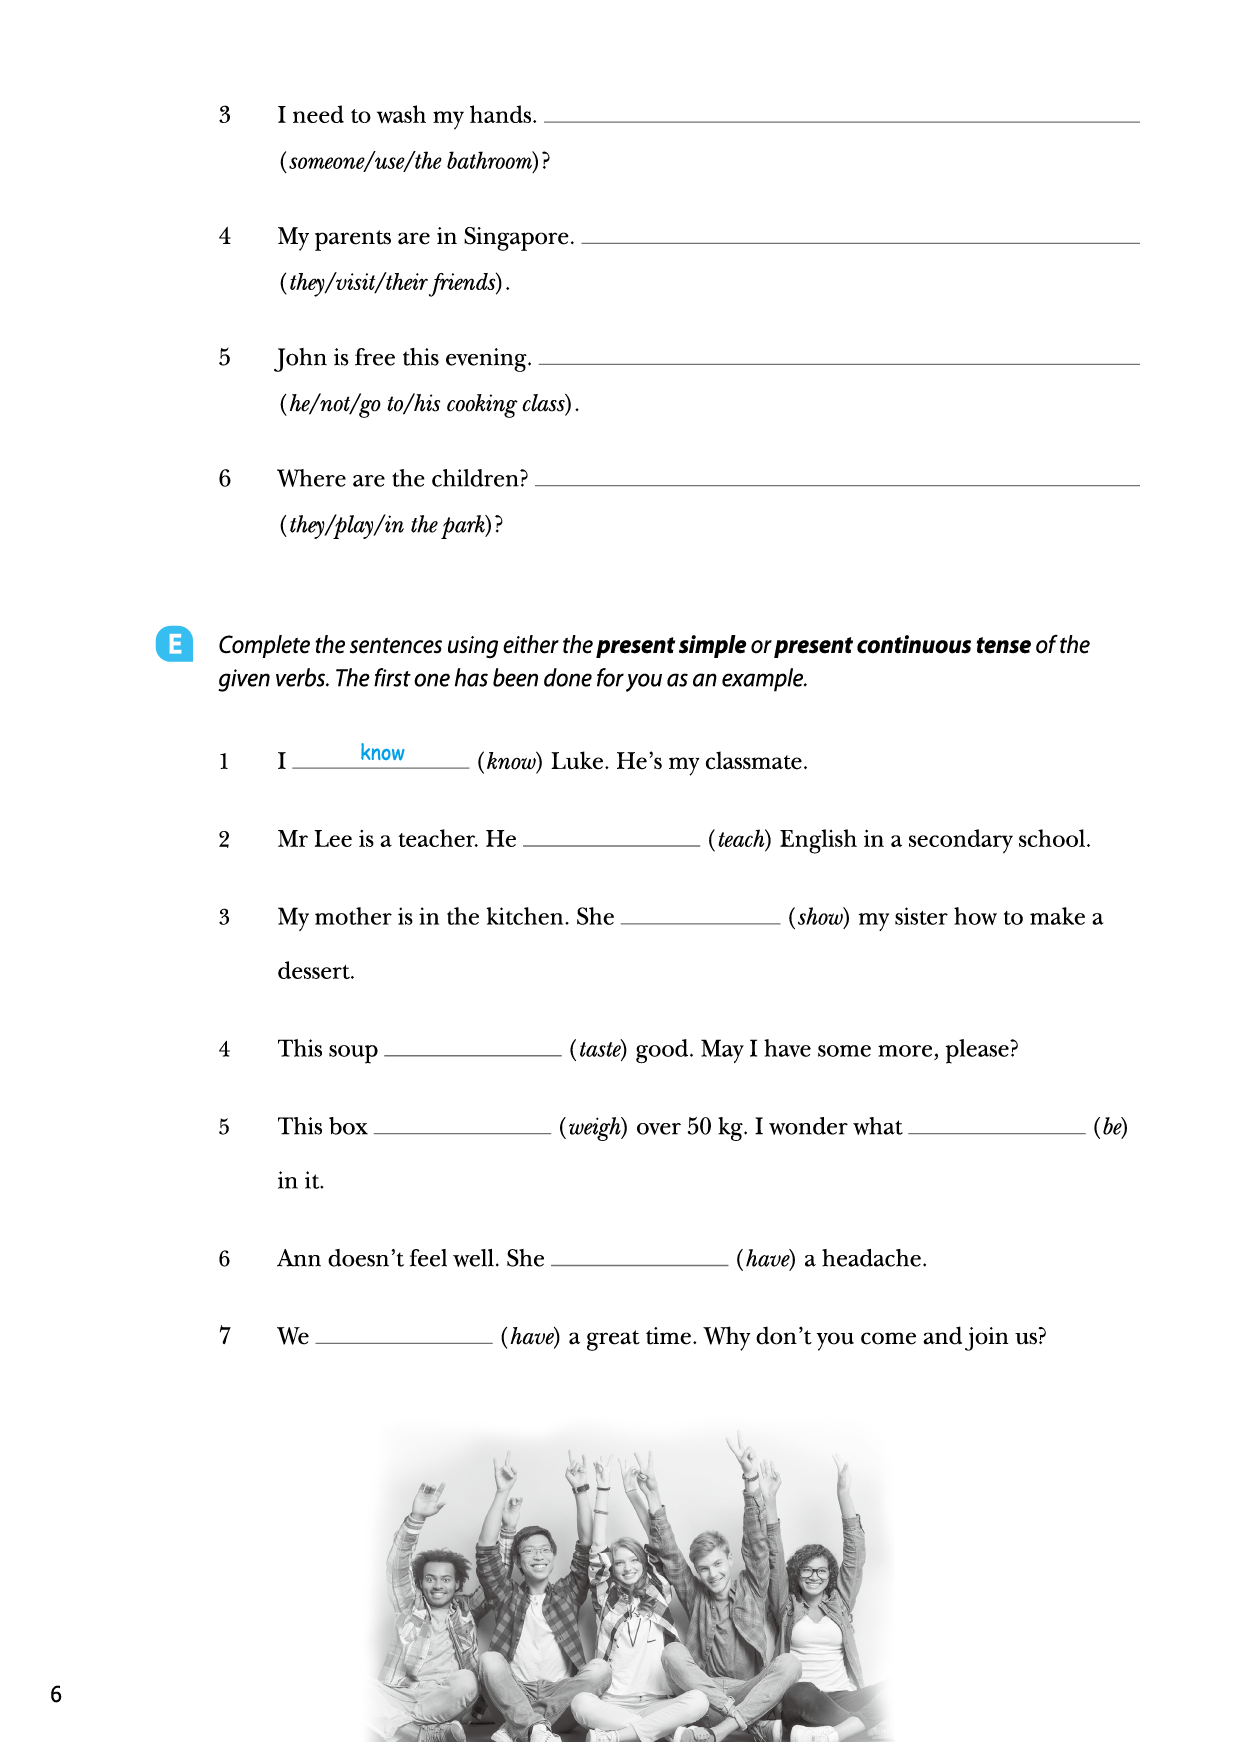 3 I need to wash my hands. ____________________
(someone/use/the bathroom)?
4 My parents are in Singapore. ____________________
(they/visit/their friends).
5 John is free this evening. ____________________
(he/not/go to/his cooking class).
6 Where are the children? ____________________
(they/play/in the park)?
E Complete the sentences using either the present simple or present continuous tense of the
given verbs. The first one has been done for you as an example.
1 I know (know) Luke. He's my classmate.
2 Mr Lee is a teacher. He __________ (teach) English in a secondary school.
3 My mother is in the kitchen. She __________ (show) my sister how to make a
dessert.
4 This soup __________ (taste) good. May I have some more, please?
5 This box __________ (weigh) over 50 kg. I wonder what __________ (be)
in it.
6 Ann doesn't feel well. She __________ (have) a headache.
7 We __________ (have) a great time. Why don't you come and join us?
6